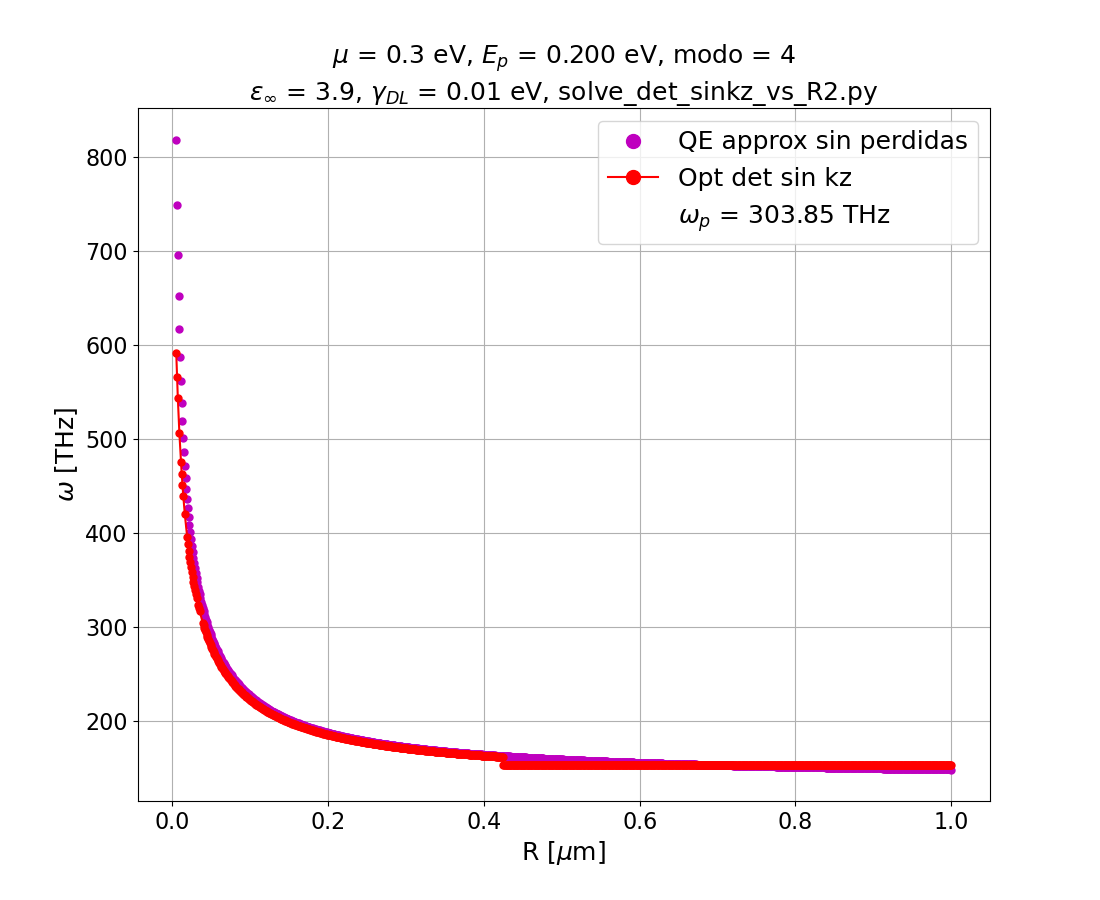 μ = 0.3 eV, E_p = 0.200 eV, modo = 4
ε_∞ = 3.9, γ_DL = 0.01 eV, solve_det_sinkz_vs_R2.py
QE approx sin perdidas
Opt det sin kz
ω_p = 303.85 THz
ω [THz]
800
700
600
500
400
300
200
0.0 0.2 0.4 0.6 0.8 1.0
R [μm]